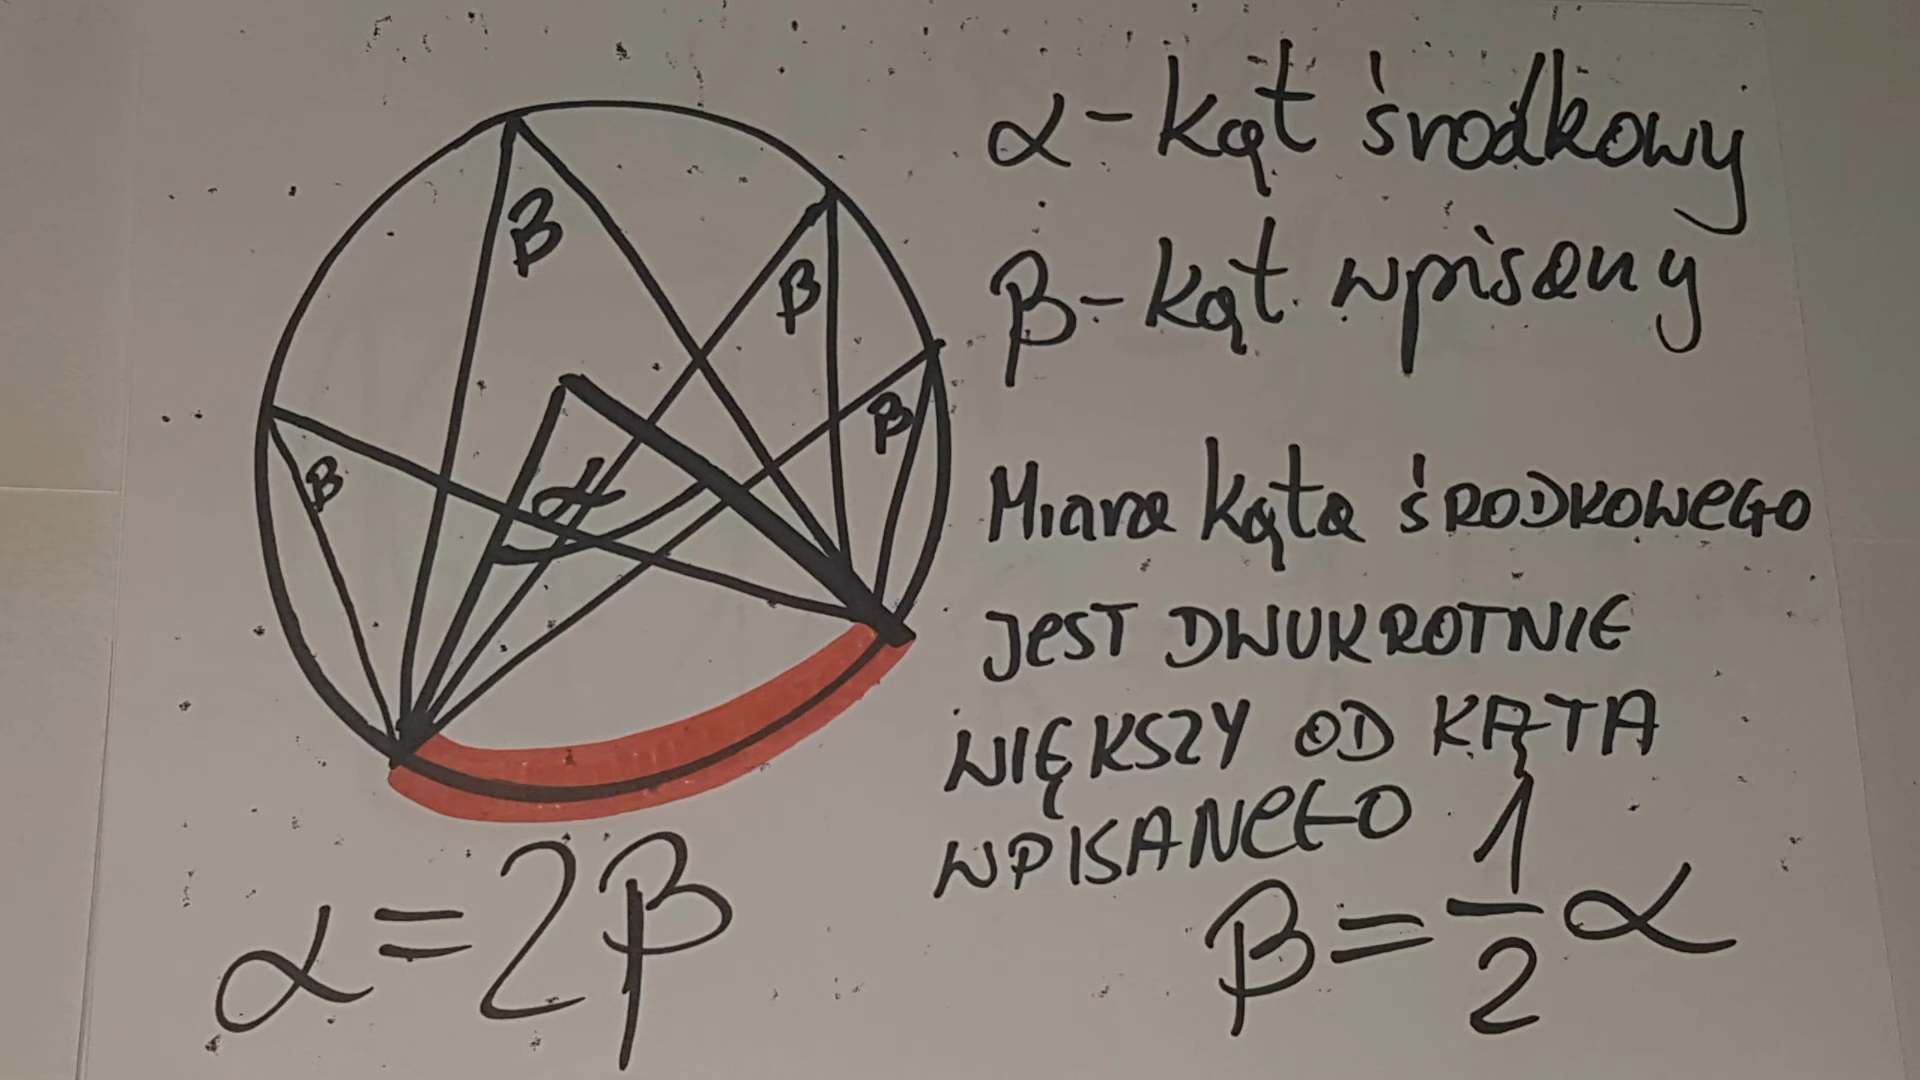 α - kąt środkowy
β - kąt wpisany
β
β
β
β
α
Miara kąta ŚRODKOWEGO
JEST DWUKROTNIE
WIĘKSZY OD KĄTA
WPISANEGO
α = 2β
β = 1/2 α